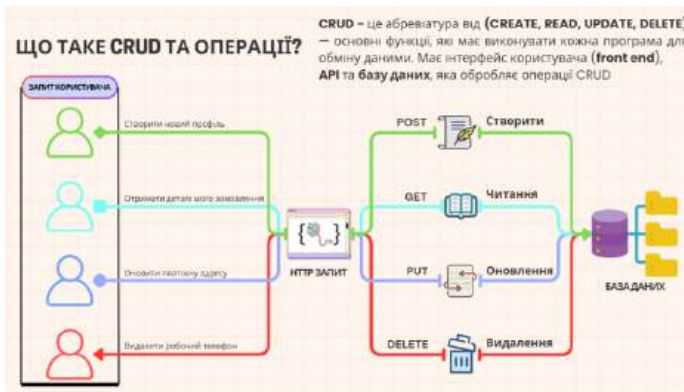 ЩО ТАКЕ CRUD ТА ОПЕРАЦІЇ?
CRUD – це абревіатура від (CREATE, READ, UPDATE, DELETE)
— основні функції, які має виконувати кожна програма для
обміну даними. Має інтерфейс користувача (front end),
API та базу даних, яка обробляє операції CRUD
ЗАПИТ КОРИСТУВАЧА
Створити новий профіль
Отримати деталі мого замовлення
Оновити платіжну адресу
Видалити робочий телефон
HTTP ЗАПИТ
POST
Створити
GET
Читання
PUT
Оновлення
DELETE
Видалення
БАЗА ДАНИХ